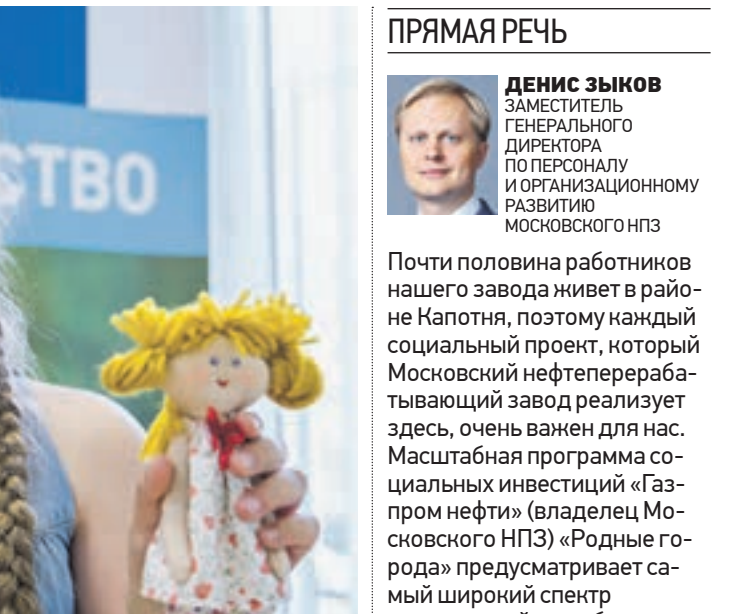 СТВО
ПРЯМАЯ РЕЧЬ
ДЕНИС ЗЫКОВ
ЗАМЕСТИТЕЛЬ
ГЕНЕРАЛЬНОГО
ДИРЕКТОРА
ПО ПЕРСОНАЛУ
И ОРГАНИЗАЦИОННОМУ
РАЗВИТИЮ
МОСКОВСКОГО НПЗ
Почти половина работников
нашего завода живет в райо-
не Капотня, поэтому каждый
социальный проект, который
Московский нефтеперераба-
тывающий завод реализует
здесь, очень важен для нас.
Масштабная программа со-
циальных инвестиций «Газ-
пром нефти» (владелец Мо-
сковского НПЗ) «Родные го-
рода» предусматривает са-
мый широкий спектр